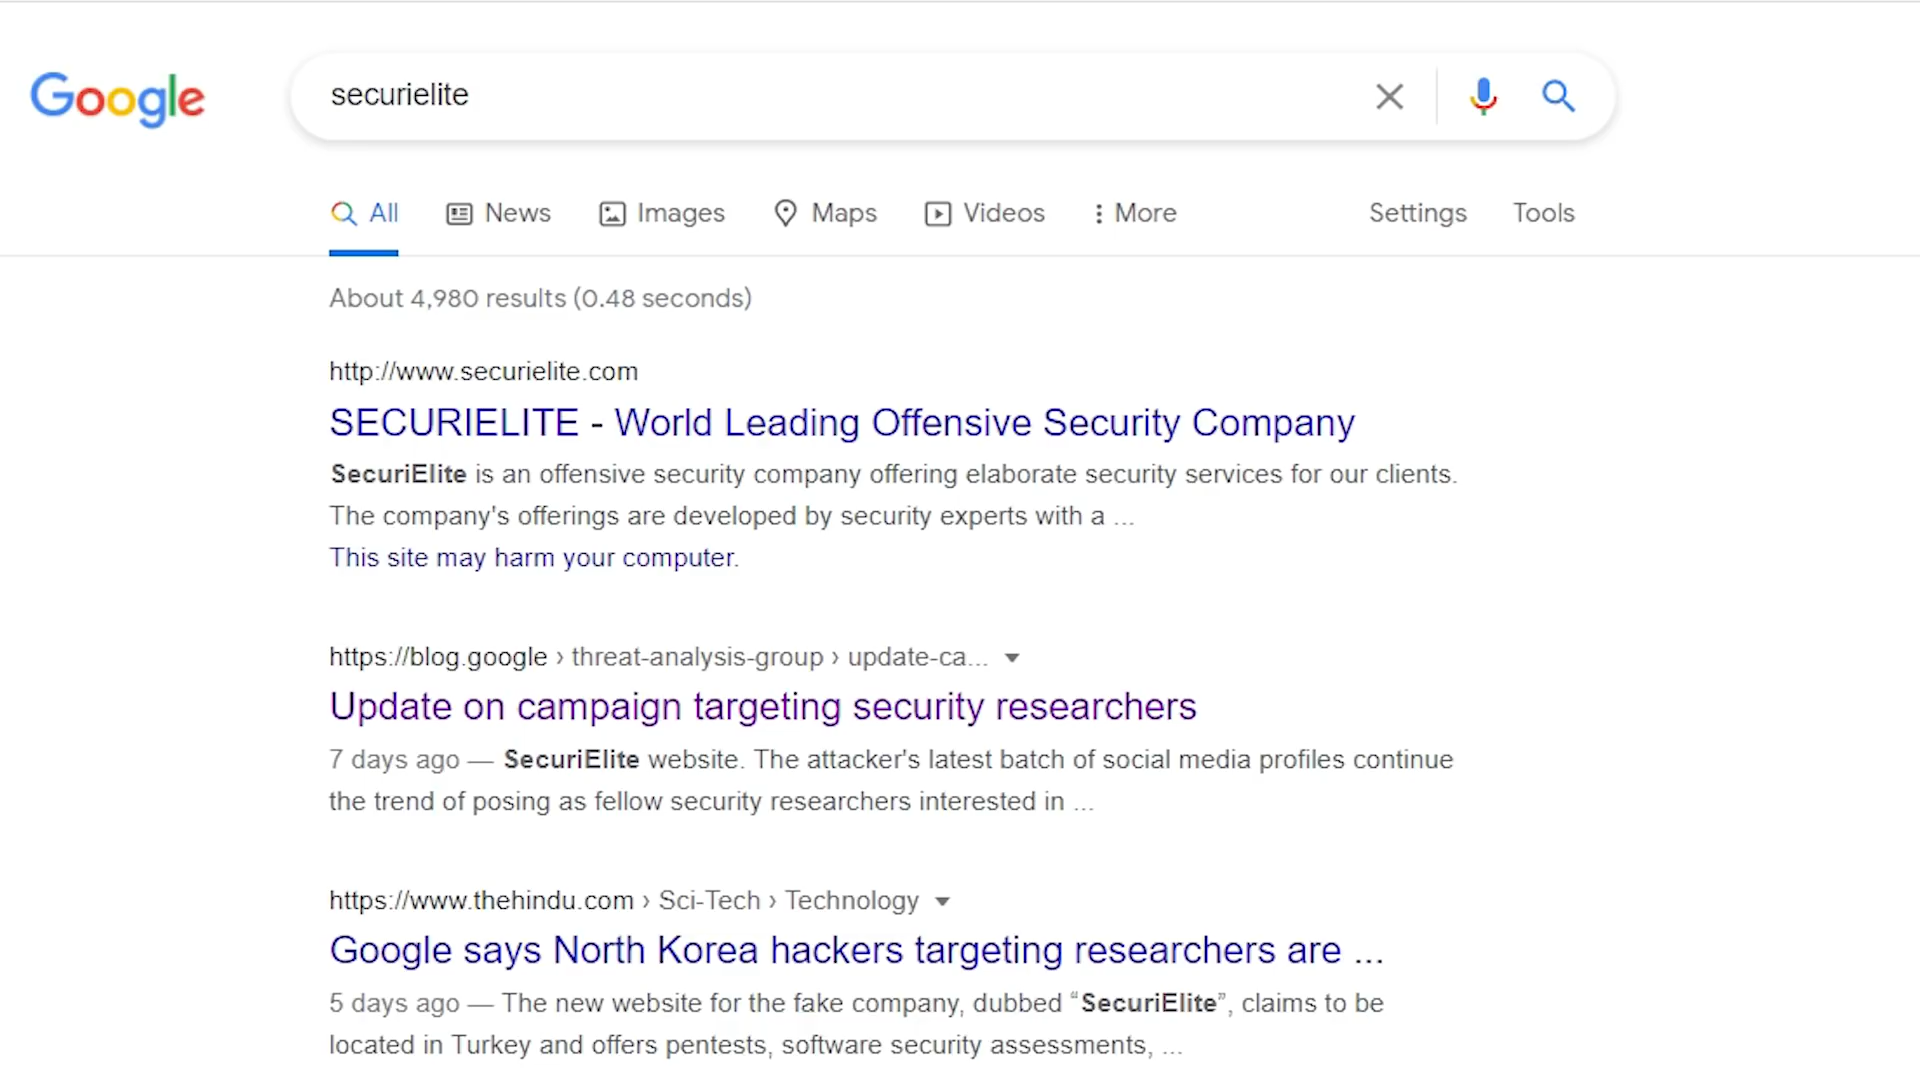 Google
securielite
All News Images Maps Videos More Settings Tools
About 4,980 results (0.48 seconds)
http://www.securielite.com
SECURIELITE - World Leading Offensive Security Company
SecuriElite is an offensive security company offering elaborate security services for our clients.
The company's offerings are developed by security experts with a ...
This site may harm your computer.
https://blog.google › threat-analysis-group › update-ca...
Update on campaign targeting security researchers
7 days ago — SecuriElite website. The attacker's latest batch of social media profiles continue
the trend of posing as fellow security researchers interested in ...
https://www.thehindu.com › Sci-Tech › Technology
Google says North Korea hackers targeting researchers are ...
5 days ago — The new website for the fake company, dubbed “SecuriElite”, claims to be
located in Turkey and offers pentests, software security assessments, ...